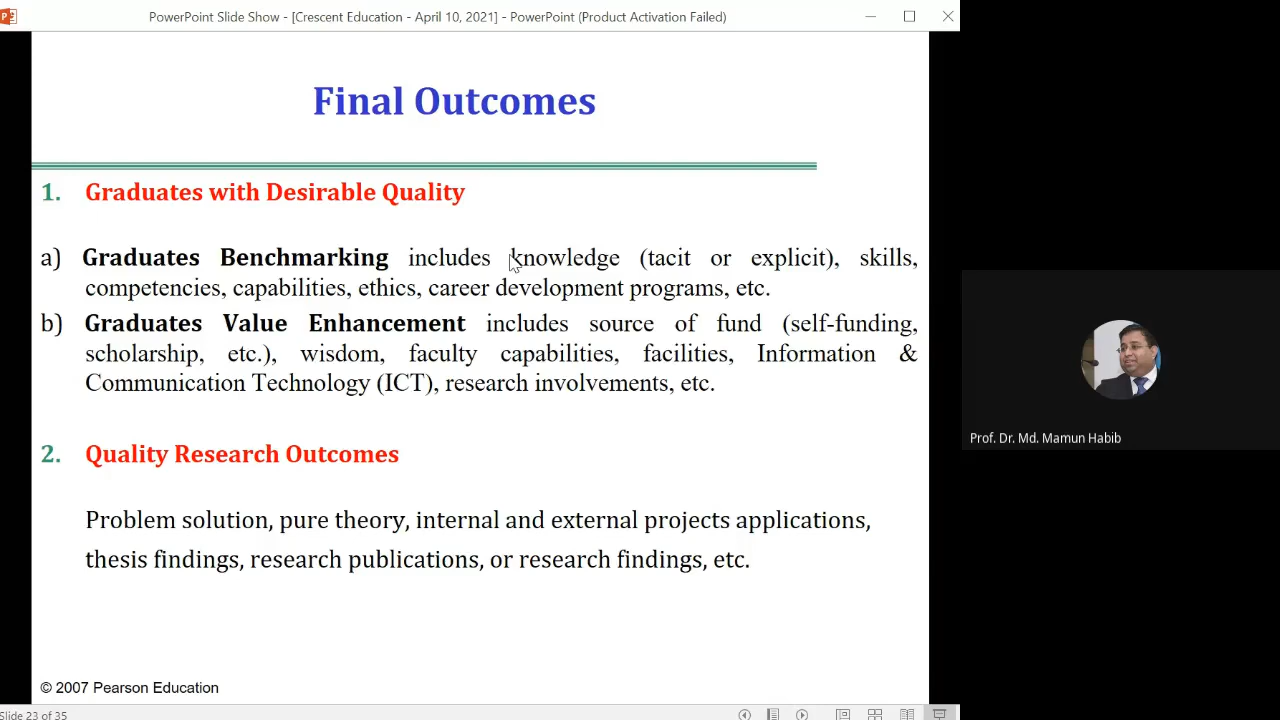 PowerPoint Slide Show - [Crescent Education - April 10, 2021] - PowerPoint (Product Activation Failed)
Final Outcomes
1. Graduates with Desirable Quality
a) Graduates Benchmarking includes knowledge (tacit or explicit), skills,
competencies, capabilities, ethics, career development programs, etc.
b) Graduates Value Enhancement includes source of fund (self-funding,
scholarship, etc.), wisdom, faculty capabilities, facilities, Information &
Communication Technology (ICT), research involvements, etc.
2. Quality Research Outcomes
Problem solution, pure theory, internal and external projects applications,
thesis findings, research publications, or research findings, etc.
© 2007 Pearson Education
Slide 23 of 35
Prof. Dr. Md. Mamun Habib